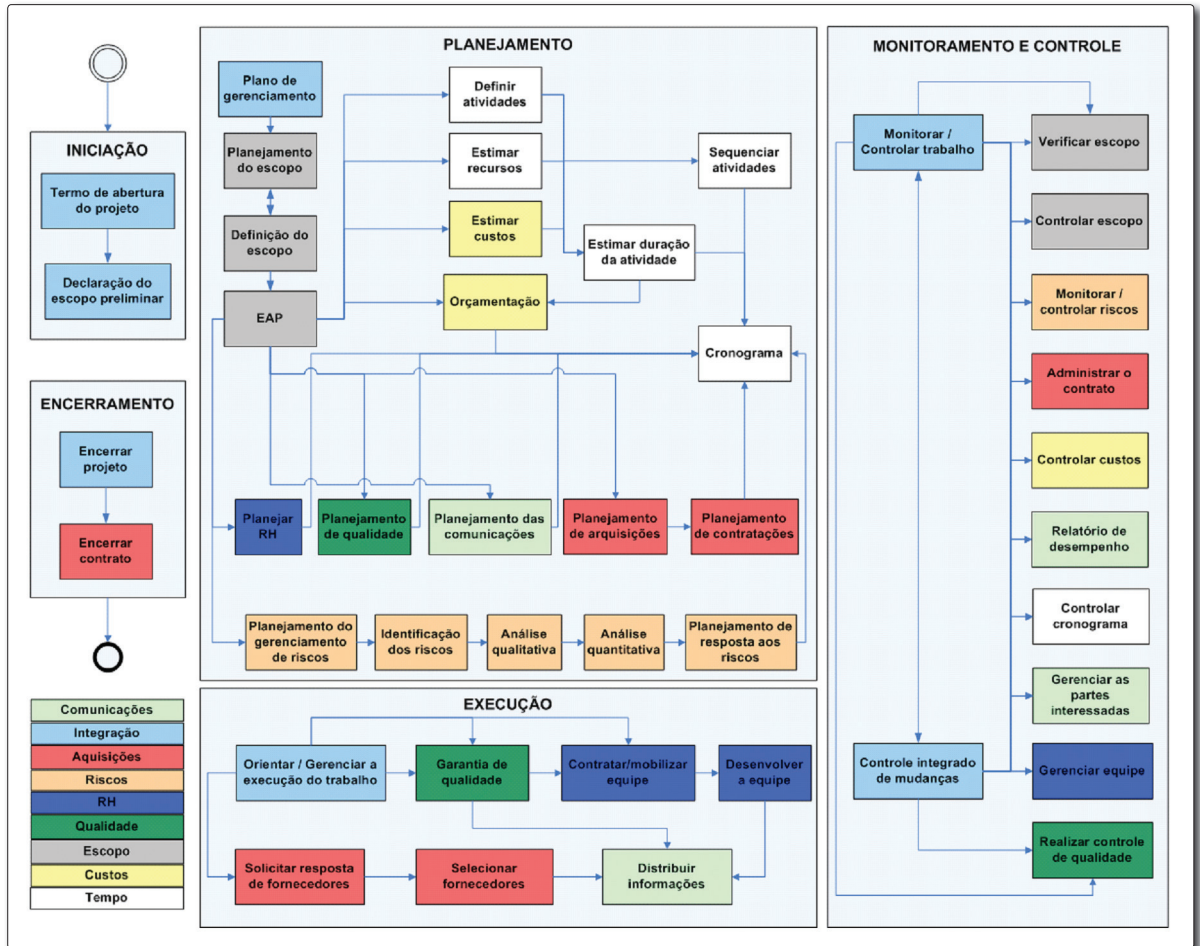 INICIAÇÃO
Termo de abertura
do projeto
Declaração do
escopo preliminar
ENCERRAMENTO
Encerrar
projeto
Encerrar
contrato
Comunicações
Integração
Aquisições
Riscos
RH
Qualidade
Escopo
Custos
Tempo
PLANEJAMENTO
Plano de
gerenciamento
Planejamento
do escopo
Definição do
escopo
EAP
Definir
atividades
Estimar
recursos
Estimar
custos
Orçamentação
Sequenciar
atividades
Estimar duração
da atividade
Cronograma
Planejar
RH
Planejamento
de qualidade
Planejamento das
comunicações
Planejamento
de arquisições
Planejamento
de contratações
Planejamento do
gerenciamento
de riscos
Identificação
dos riscos
Análise
qualitativa
Análise
quantitativa
Planejamento de
resposta aos
riscos
EXECUÇÃO
Orientar / Gerenciar a
execução do trabalho
Garantia de
qualidade
Contratar/mobilizar
equipe
Desenvolver
a equipe
Solicitar resposta
de fornecedores
Selecionar
fornecedores
Distribuir
informações
MONITORAMENTO E CONTROLE
Monitorar /
Controlar trabalho
Controle integrado
de mudanças
Verificar escopo
Controlar escopo
Monitorar /
controlar riscos
Administrar o
contrato
Controlar custos
Relatório de
desempenho
Controlar
cronograma
Gerenciar as
partes
interessadas
Gerenciar equipe
Realizar controle
de qualidade